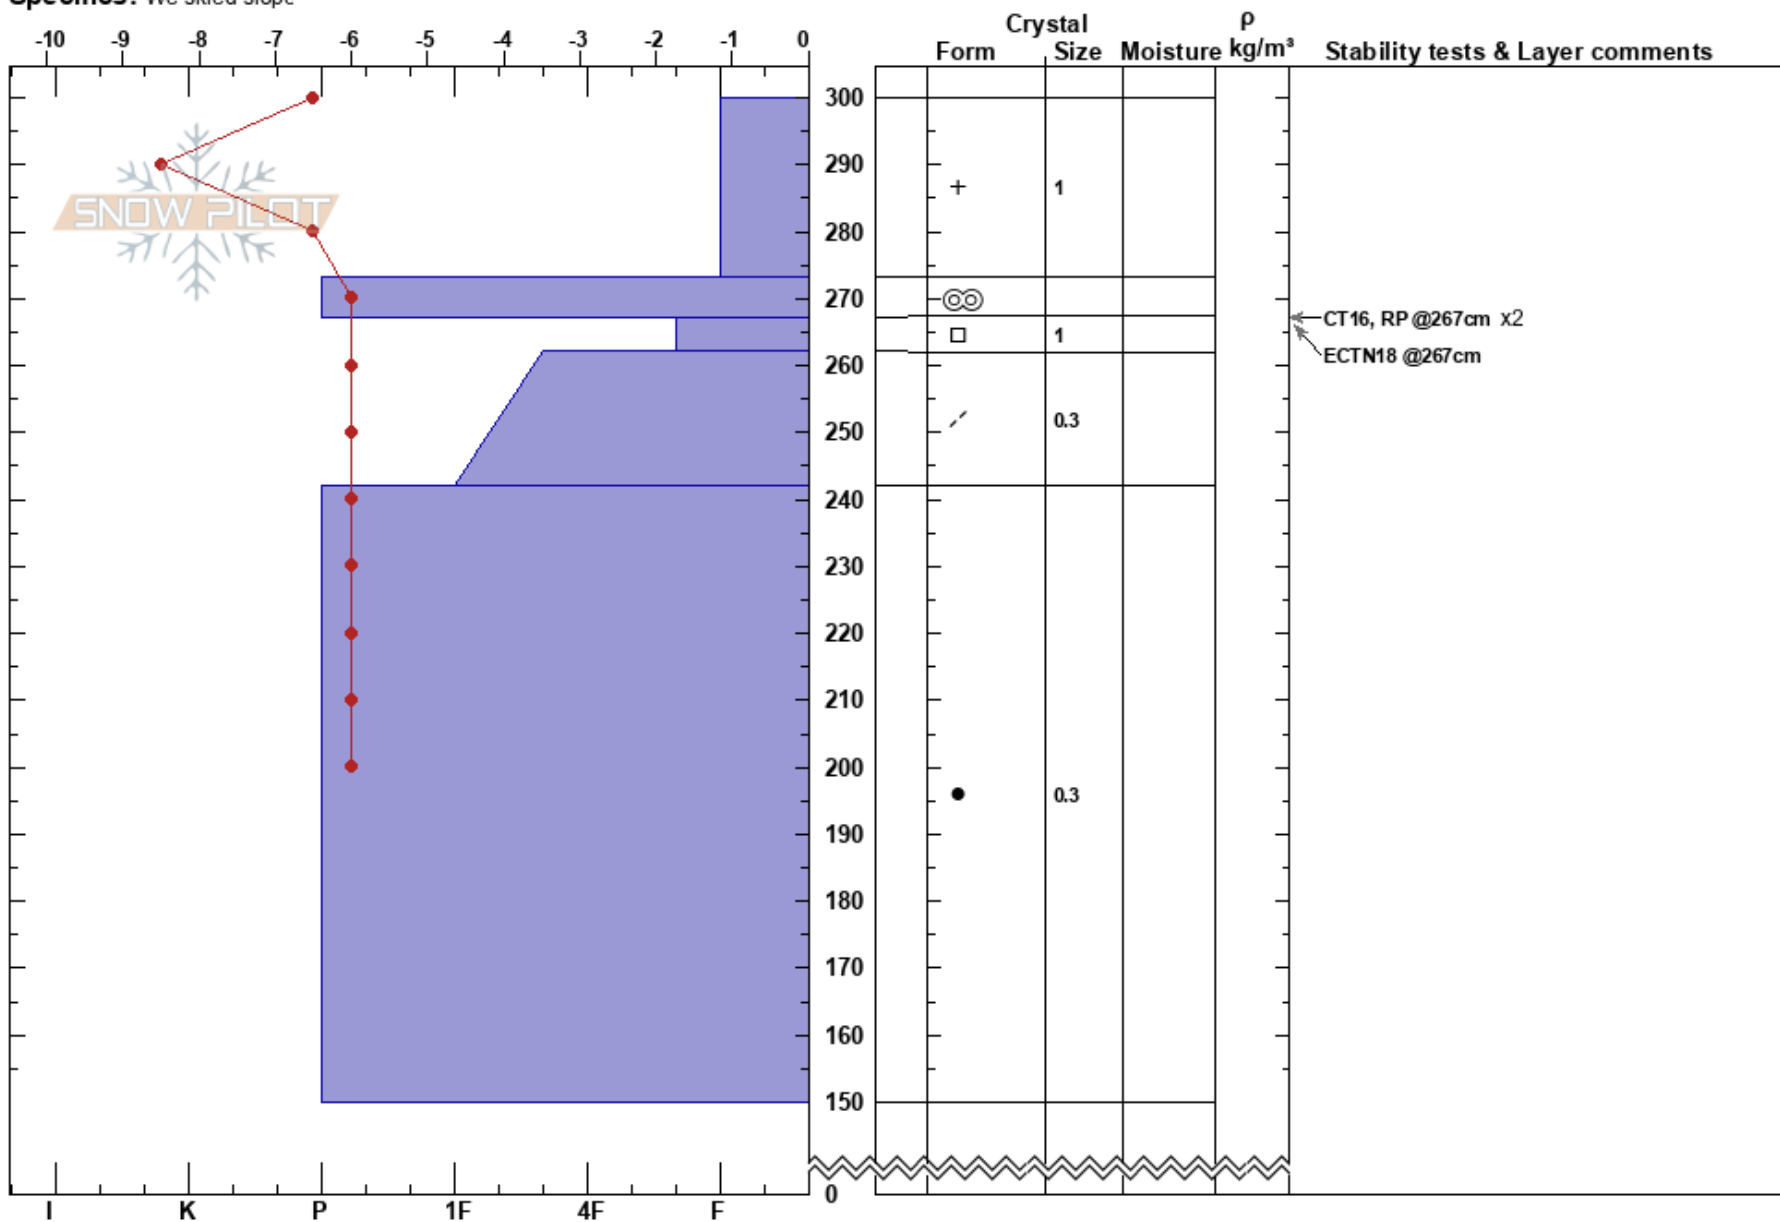 Specifics: We skied slope
Crystal
ρ
-10 -9 -8 -7 -6 -5 -4 -3 -2 -1 0
Form Size Moisture kg/m³ Stability tests & Layer comments
300
290
+ 1
SNOW PILOT
280
270
CT16, RP @267cm x2
1
ECTN18 @267cm
260
250
0.3
240
230
220
210
200
0.3
190
180
170
160
150
0
I K P 1F 4F F